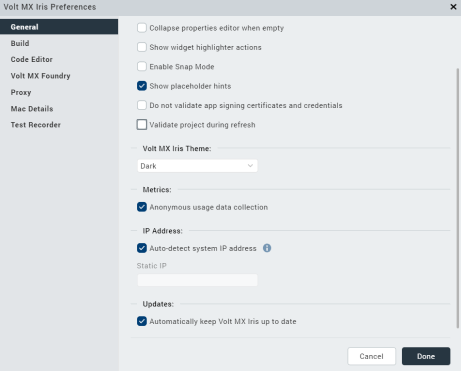 Volt MX Iris Preferences
General
Build
Code Editor
Volt MX Foundry
Proxy
Mac Details
Test Recorder
Collapse properties editor when empty
Show widget highlighter actions
Enable Snap Mode
Show placeholder hints
Do not validate app signing certificates and credentials
Validate project during refresh
Volt MX Iris Theme:
Dark
Metrics:
Anonymous usage data collection
IP Address:
Auto-detect system IP address
Static IP
Updates:
Automatically keep Volt MX Iris up to date
Cancel
Done